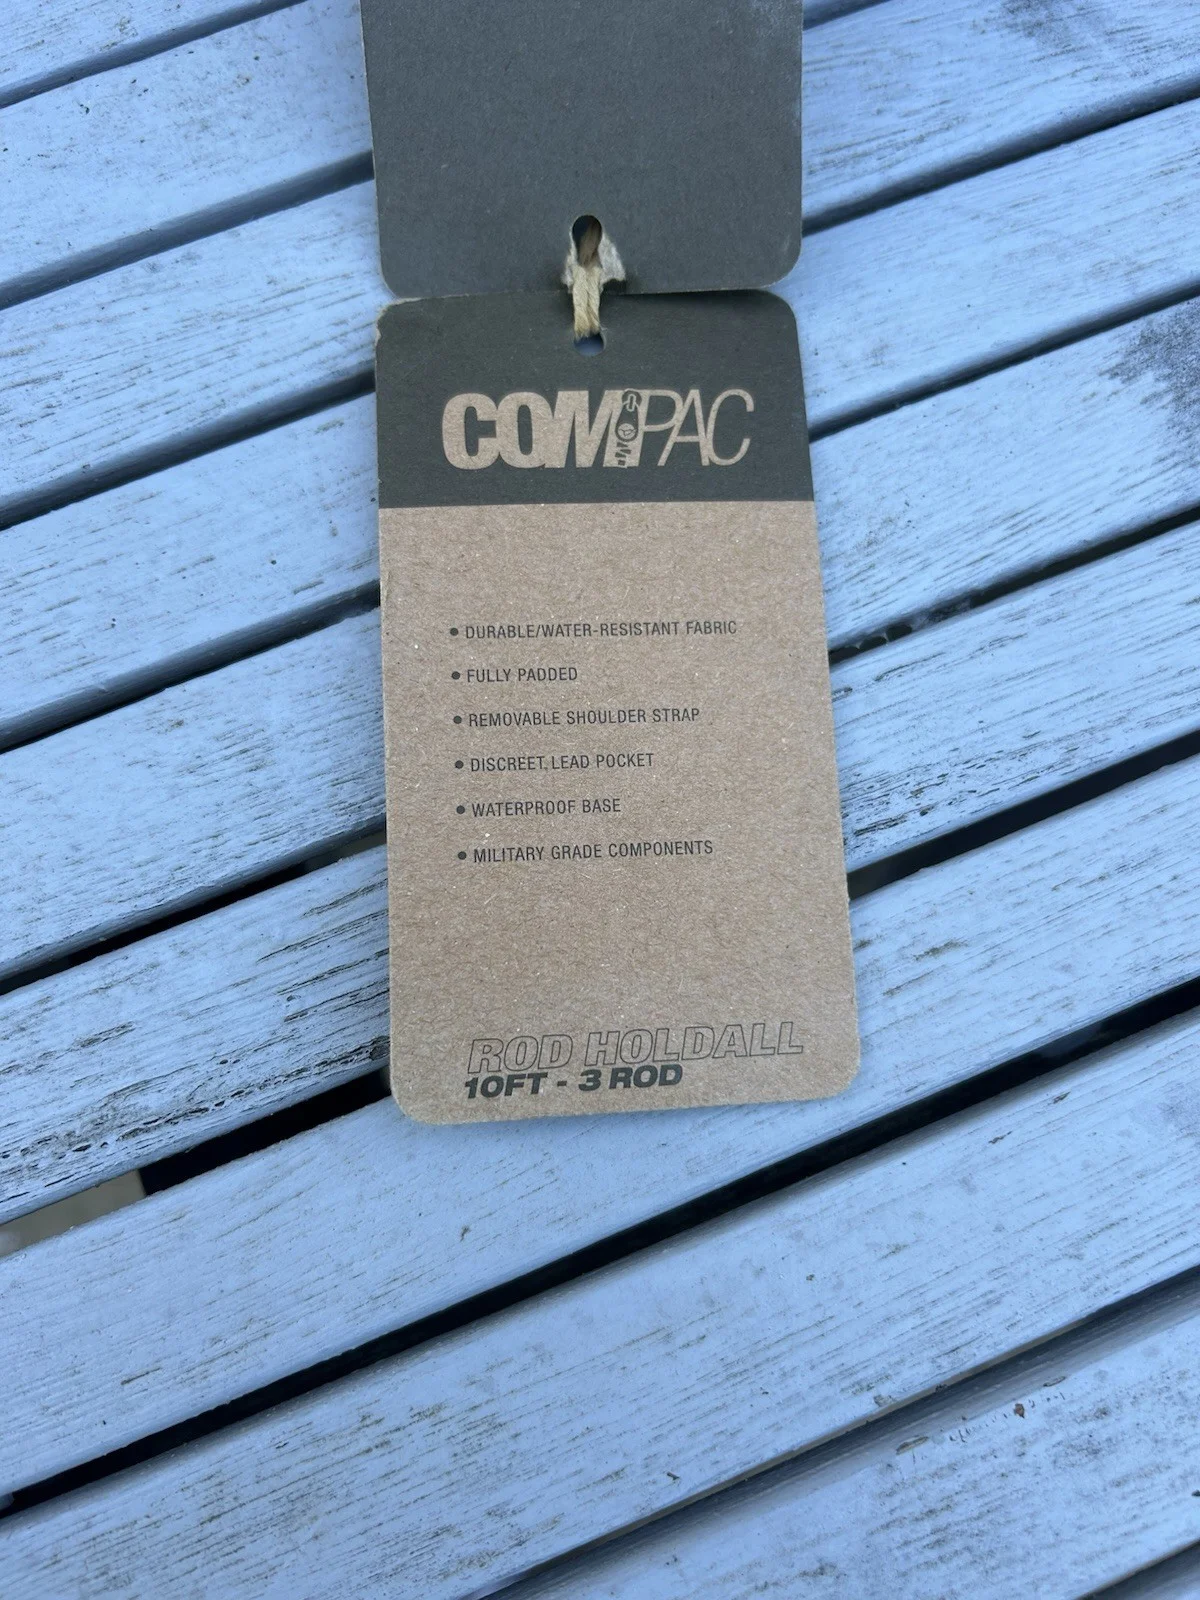 COMPAC
• DURABLE/WATER-RESISTANT FABRIC
• FULLY PADDED
• REMOVABLE SHOULDER STRAP
• DISCREET, LEAD POCKET
• WATERPROOF BASE
• MILITARY GRADE COMPONENTS
ROD HOLDALL
10FT - 3 ROD